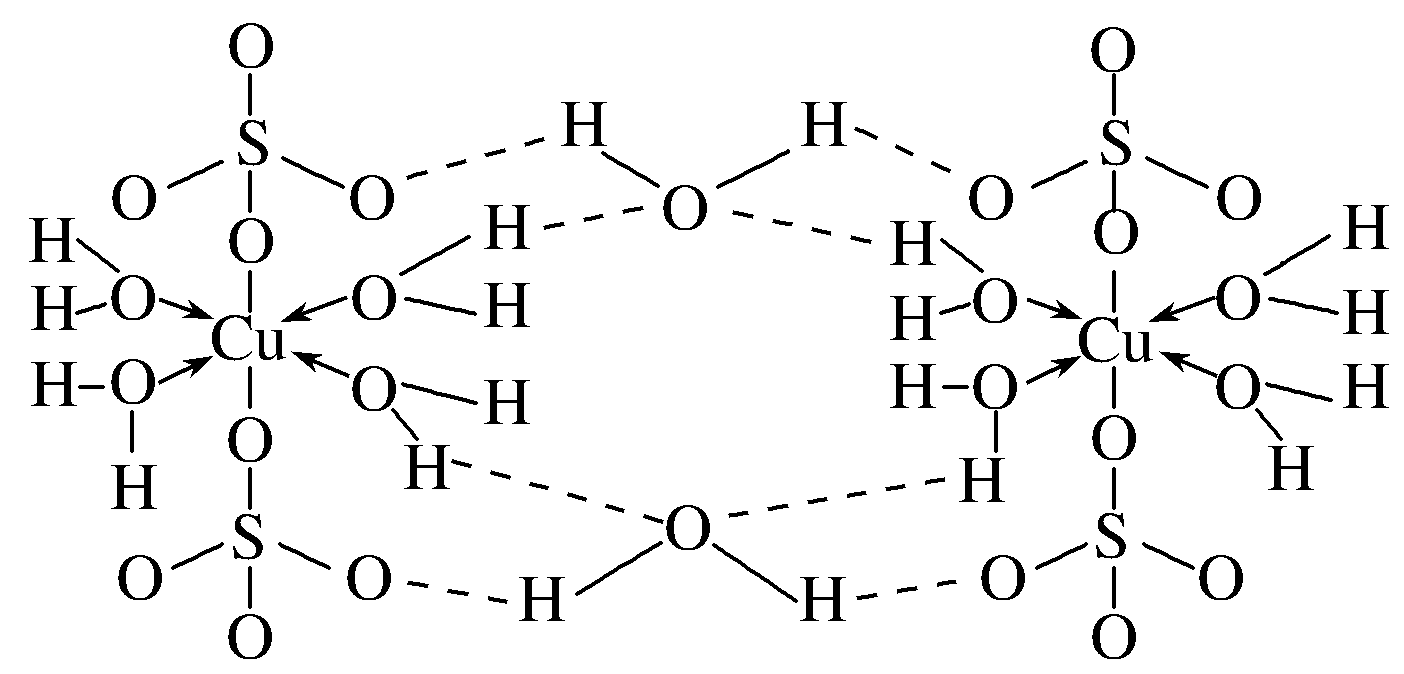 O O
S H H S
O O O O O
H H O O H H O H
H O O H H O O H
Cu Cu
H O O H H O O H
H O H H O H
S O S
O O H H O O
O O